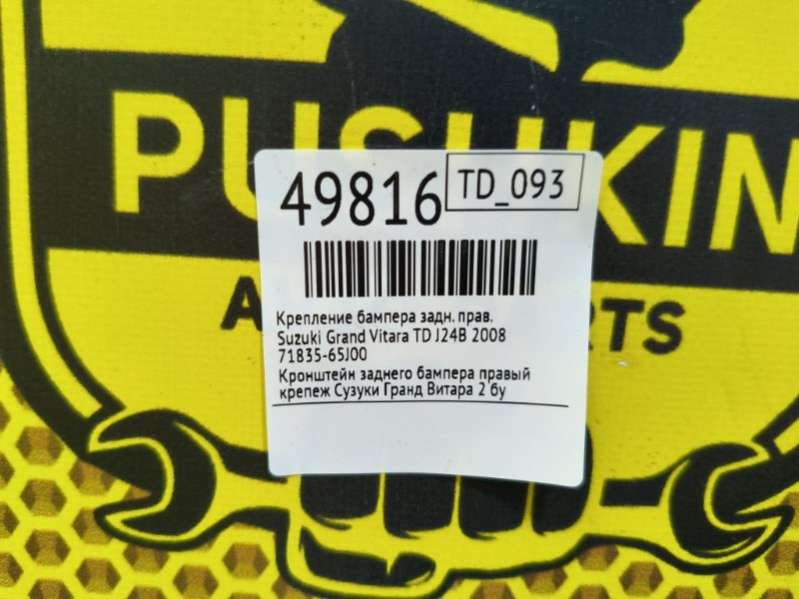 PUSHKIN
49816
TD_093
Крепление бампера задн. прав.
Suzuki Grand Vitara TD J24B 2008
71835-65J00
Кронштейн заднего бампера правый
крепеж Сузуки Гранд Витара 2 бу